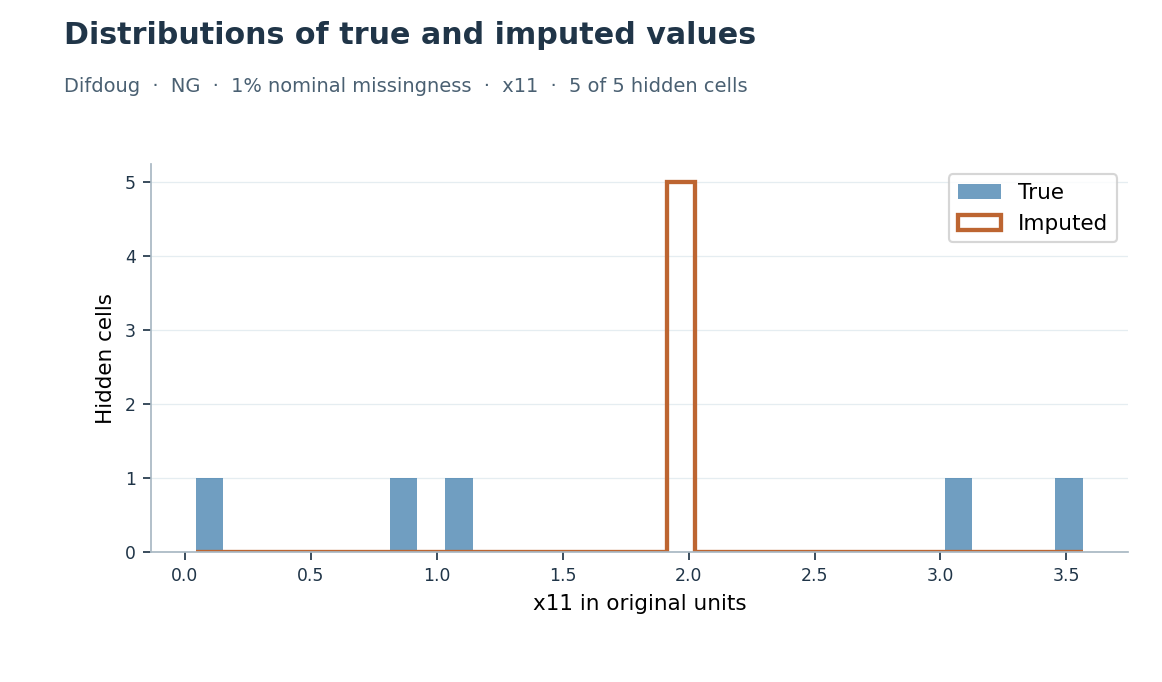 Distributions of true and imputed values
Difdoug · NG · 1% nominal missingness · x11 · 5 of 5 hidden cells
True
Imputed
Hidden cells
5
4
3
2
1
0
0.0 0.5 1.0 1.5 2.0 2.5 3.0 3.5
x11 in original units